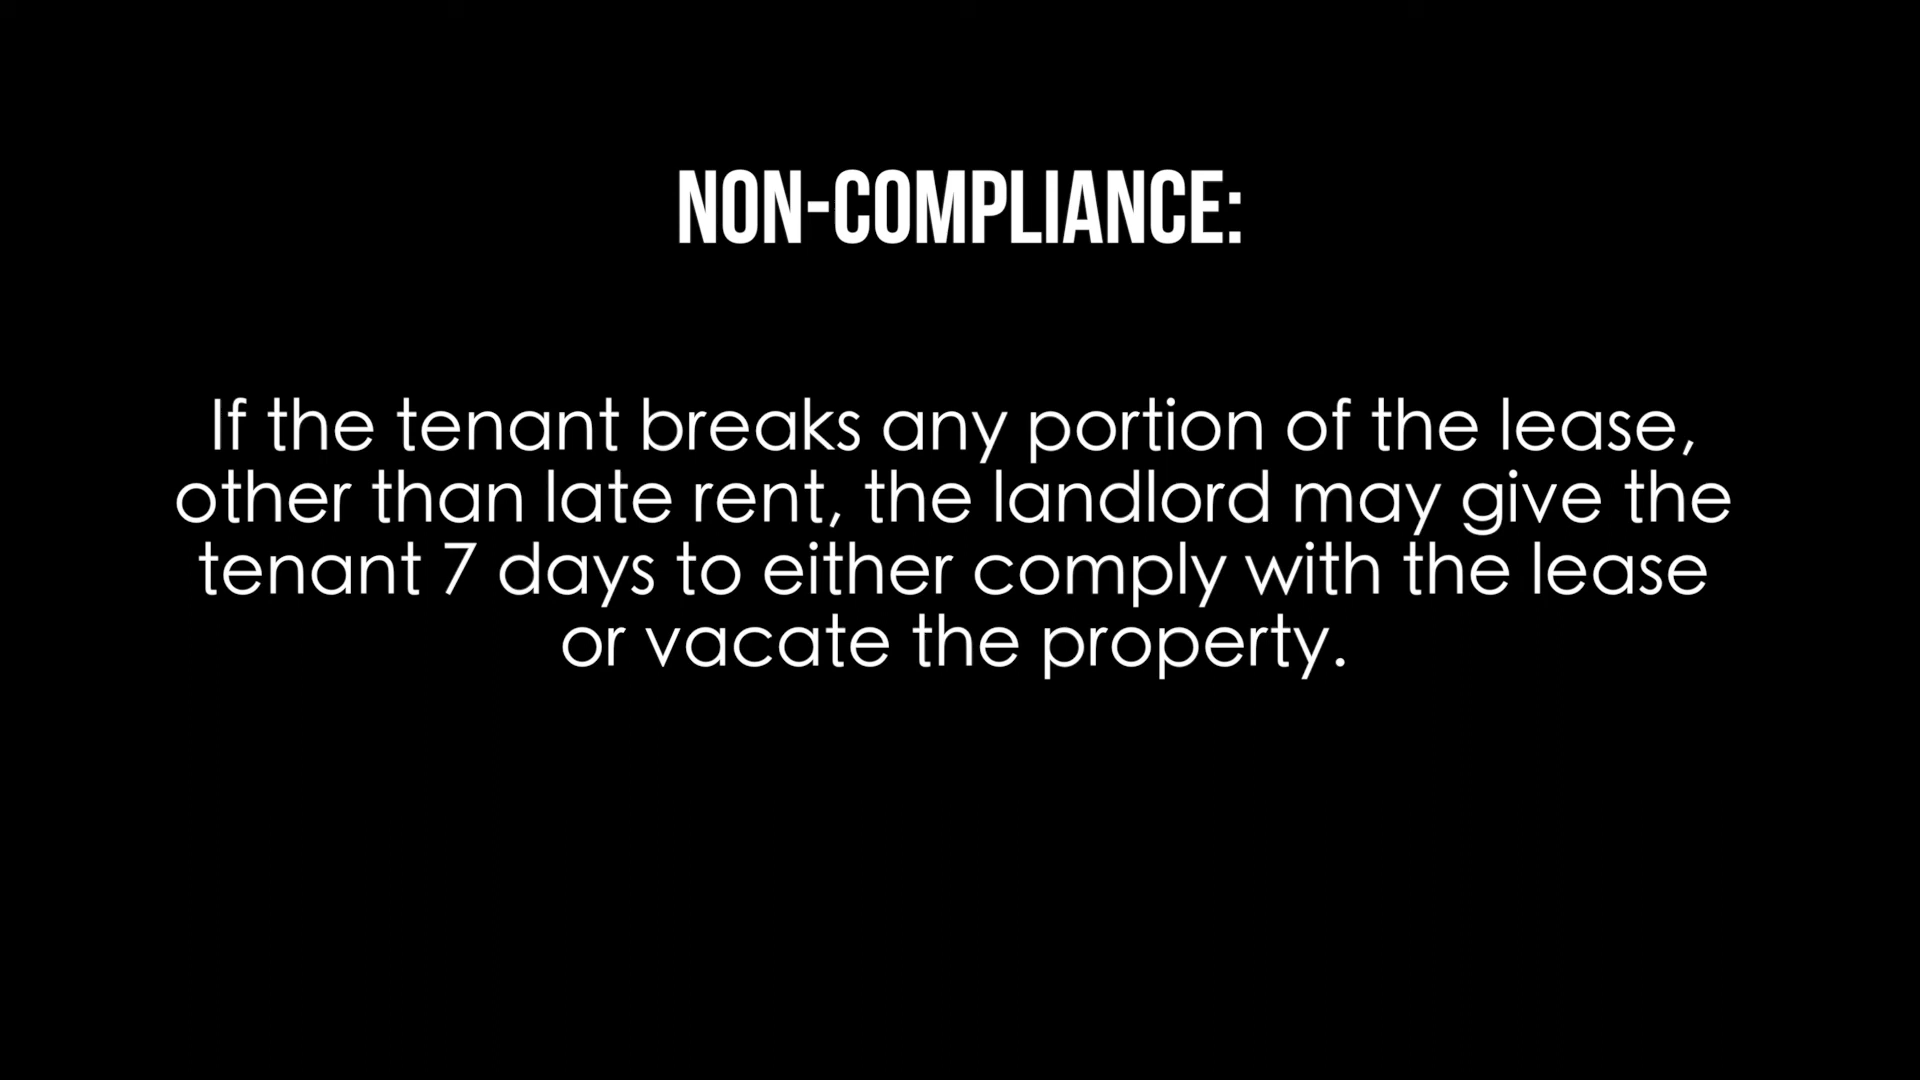 NON-COMPLIANCE:
If the tenant breaks any portion of the lease,
other than late rent, the landlord may give the
tenant 7 days to either comply with the lease
or vacate the property.